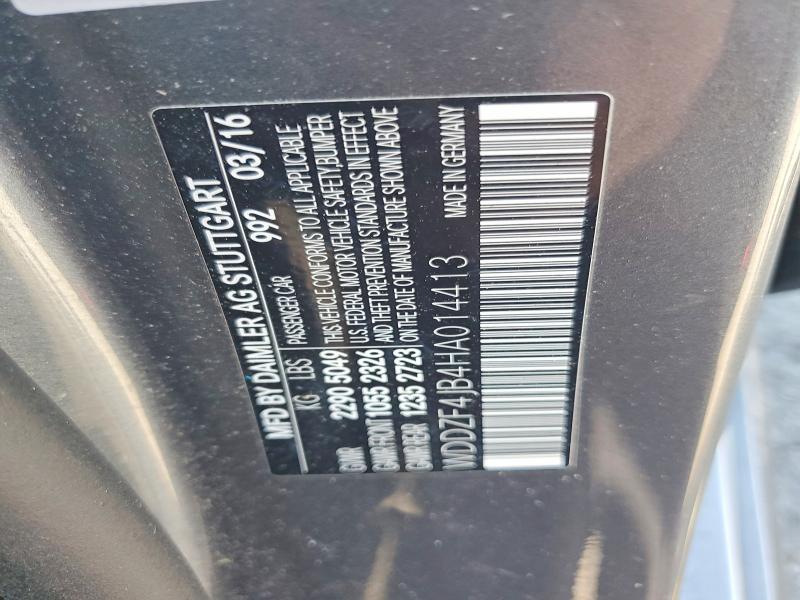 MFD BY DAIMLER AG STUTTGART
KG LBS PASSENGER CAR 992 03/16
GVWR 2290 5049 THIS VEHICLE CONFORMS TO ALL APPLICABLE
GAWR FRONT 1055 2326 U.S. FEDERAL MOTOR VEHICLE SAFETY, BUMPER
GAWR REAR 1235 2723 AND THEFT PREVENTION STANDARDS IN EFFECT
ON THE DATE OF MANUFACTURE SHOWN ABOVE
WDDZF4JB4HA014413 MADE IN GERMANY